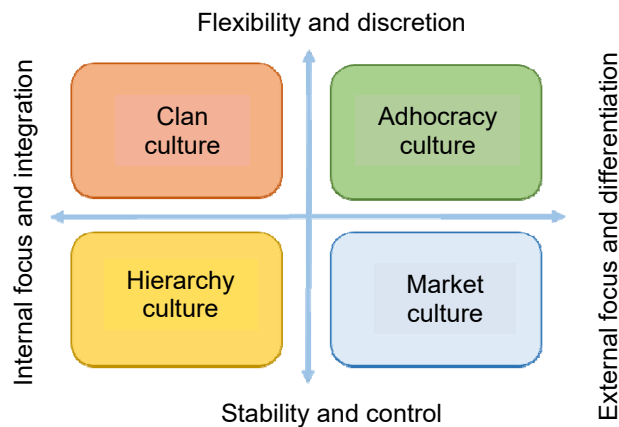 Flexibility and discretion
Internal focus and integration
Clan
culture
Adhocracy
culture
External focus and differentiation
Hierarchy
culture
Market
culture
Stability and control